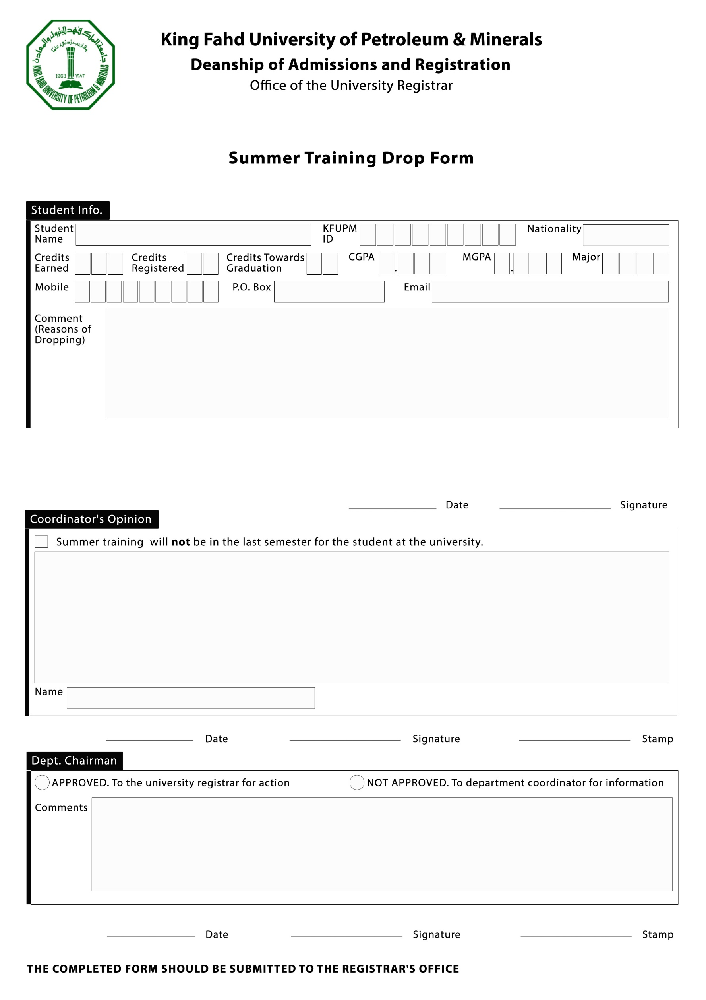 جامعة الملك فهد للبترول والمعادن
وقل رب زدني علمًا
1963 ١٣٨٣
KING FAHD UNIVERSITY OF PETROLEUM & MINERALS
King Fahd University of Petroleum & Minerals
Deanship of Admissions and Registration
Office of the University Registrar
Summer Training Drop Form
Student Info.
Student Name KFUPM ID Nationality
Credits Earned Credits Registered Credits Towards Graduation CGPA . MGPA . Major
Mobile P.O. Box Email
Comment
(Reasons of
Dropping)
Date Signature
Coordinator's Opinion
Summer training will not be in the last semester for the student at the university.
Name
Date Signature Stamp
Dept. Chairman
APPROVED. To the university registrar for action NOT APPROVED. To department coordinator for information
Comments
Date Signature Stamp
THE COMPLETED FORM SHOULD BE SUBMITTED TO THE REGISTRAR'S OFFICE